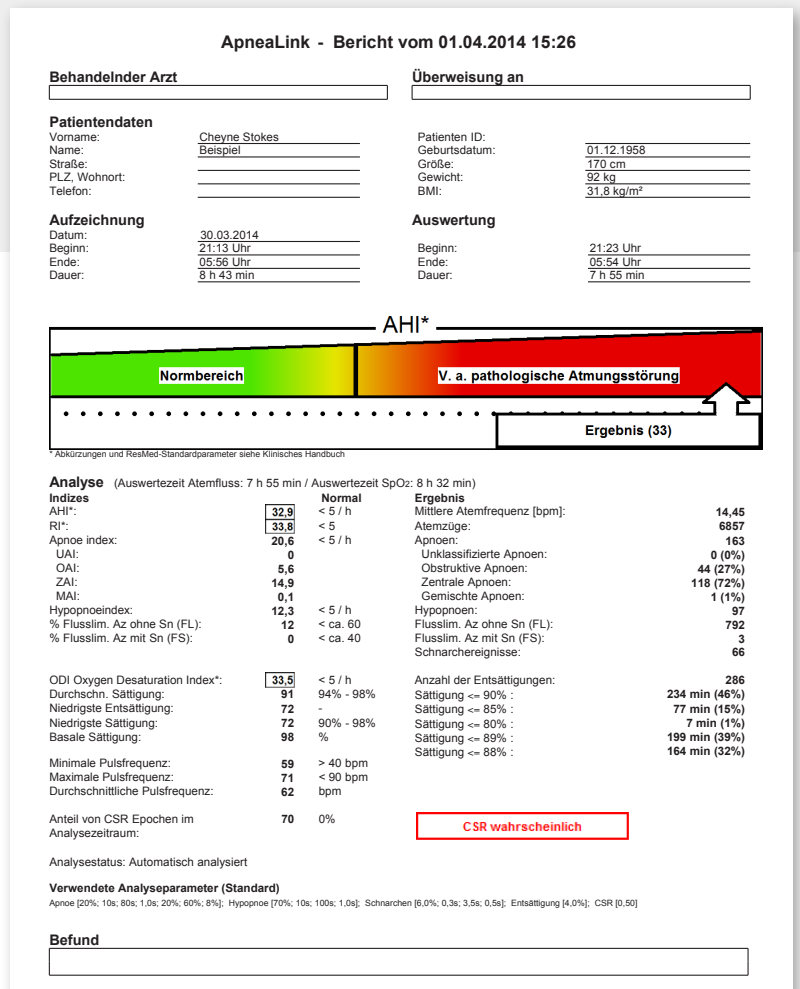 ApneaLink - Bericht vom 01.04.2014 15:26
Behandelnder Arzt Überweisung an
Patientendaten
Vorname: Cheyne Stokes Patienten ID:
Name: Beispiel Geburtsdatum: 01.12.1958
Straße: Größe: 170 cm
PLZ, Wohnort: Gewicht: 92 kg
Telefon: BMI: 31,8 kg/m²
Aufzeichnung Auswertung
Datum: 30.03.2014
Beginn: 21:13 Uhr Beginn: 21:23 Uhr
Ende: 05:56 Uhr Ende: 05:54 Uhr
Dauer: 8 h 43 min Dauer: 7 h 55 min
AHI*
Normbereich V. a. pathologische Atmungsstörung
Ergebnis (33)
* Abkürzungen und ResMed-Standardparameter siehe Klinisches Handbuch
Analyse (Auswertezeit Atemfluss: 7 h 55 min / Auswertezeit SpO2: 8 h 32 min)
Indizes Normal Ergebnis
AHI*: 32,9 < 5 / h Mittlere Atemfrequenz [bpm]: 14,45
RI*: 33,8 < 5 Atemzüge: 6857
Apnoe index: 20,6 < 5 / h Apnoen: 163
UAI: 0 Unklassifizierte Apnoen: 0 (0%)
OAI: 5,6 Obstruktive Apnoen: 44 (27%)
ZAI: 14,9 Zentrale Apnoen: 118 (72%)
MAI: 0,1 Gemischte Apnoen: 1 (1%)
Hypopnoeindex: 12,3 < 5 / h Hypopnoen: 97
% Flusslim. Az ohne Sn (FL): 12 < ca. 60 Flusslim. Az ohne Sn (FL): 792
% Flusslim. Az mit Sn (FS): 0 < ca. 40 Flusslim. Az mit Sn (FS): 3
Schnarchereignisse: 66
ODI Oxygen Desaturation Index*: 33,5 < 5 / h Anzahl der Entsättigungen: 286
Durchschn. Sättigung: 91 94% - 98% Sättigung <= 90% : 234 min (46%)
Niedrigste Entsättigung: 72 - Sättigung <= 85% : 77 min (15%)
Niedrigste Sättigung: 72 90% - 98% Sättigung <= 80% : 7 min (1%)
Basale Sättigung: 98 % Sättigung <= 89% : 199 min (39%)
Sättigung <= 88% : 164 min (32%)
Minimale Pulsfrequenz: 59 > 40 bpm
Maximale Pulsfrequenz: 71 < 90 bpm
Durchschnittliche Pulsfrequenz: 62 bpm
Anteil von CSR Epochen im 70 0% CSR wahrscheinlich
Analysezeitraum:
Analysestatus: Automatisch analysiert
Verwendete Analyseparameter (Standard)
Apnoe [20%; 10s; 80s; 1,0s; 20%; 60%; 8%]; Hypopnoe [70%; 10s; 100s; 1,0s]; Schnarchen [6,0%; 0,3s; 3,5s; 0,5s]; Entsättigung [4,0%]; CSR [0,50]
Befund